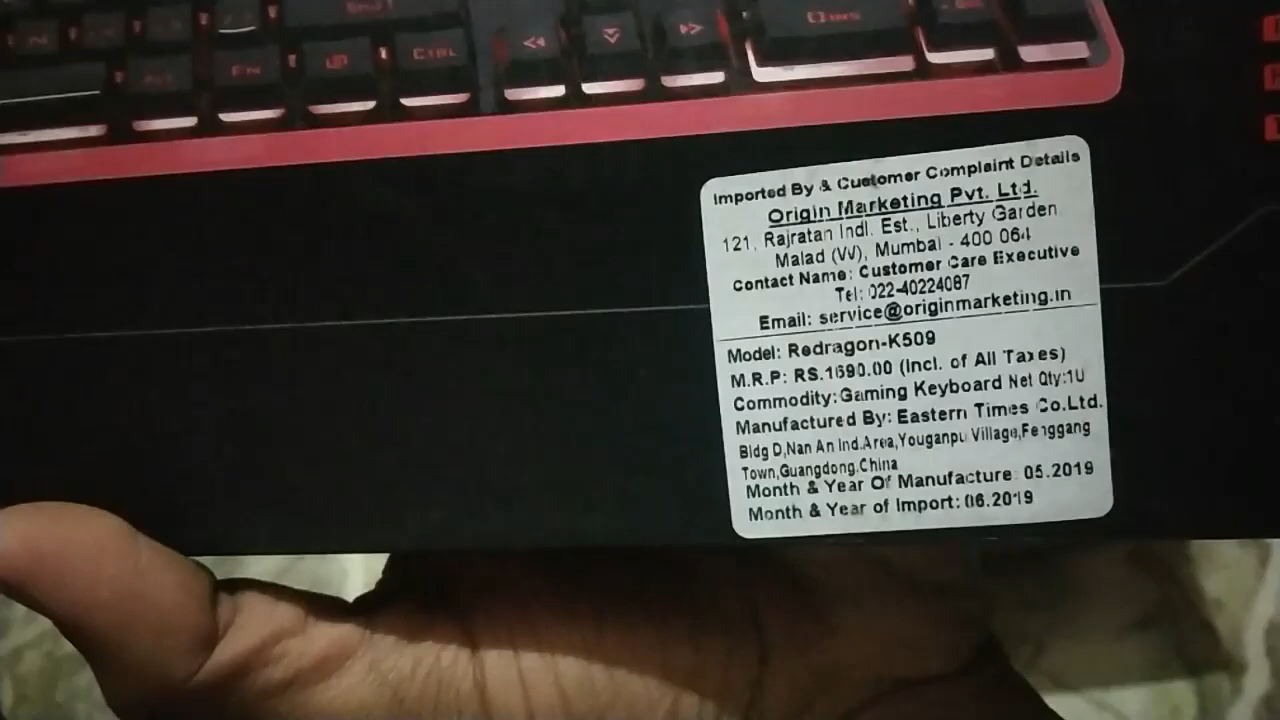 Shift
Fn
Ctrl
0 Ins
Imported By & Customer Complaint Details
Origin Marketing Pvt. Ltd.
121, Rajratan Indl. Est., Liberty Garden
Malad (W), Mumbai - 400 064
Contact Name: Customer Care Executive
Tel: 022-40224087
Email: service@originmarketing.in
Model: Redragon-K509
M.R.P: RS.1690.00 (Incl. of All Taxes)
Commodity:Gaming Keyboard Net Qty:1U
Manufactured By: Eastern Times Co.Ltd.
Bldg D,Nan An Ind.Area,Youganpu Village,Fenggang
Town,Guangdong.China
Month & Year Of Manufacture: 05.2019
Month & Year of Import: 06.2019